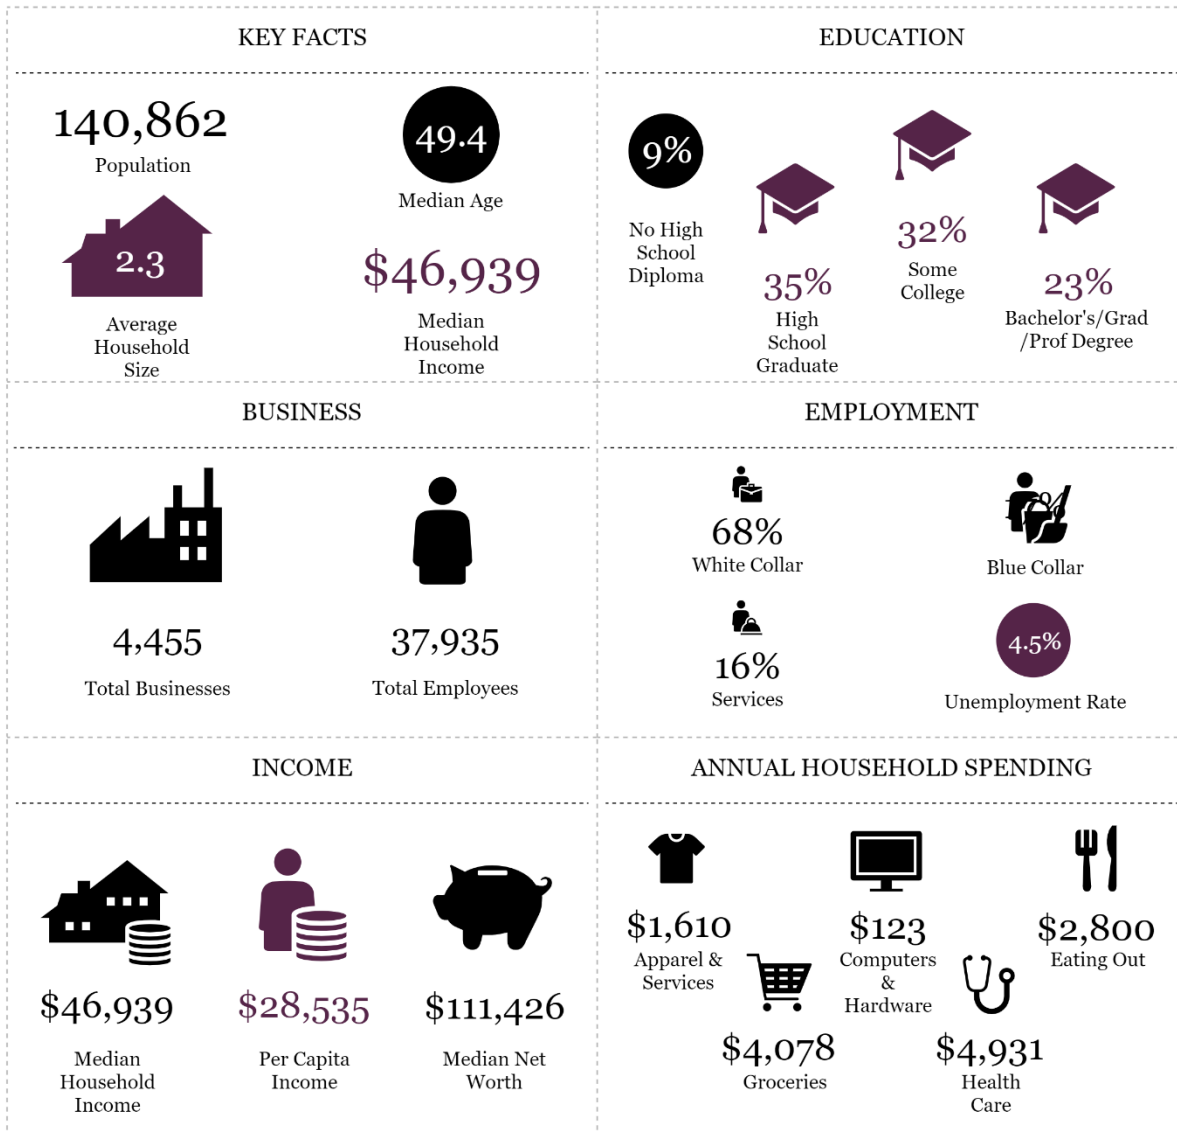 KEY FACTS
140,862
Population
49.4
Median Age
2.3
Average
Household
Size
$46,939
Median
Household
Income
EDUCATION
9%
No High
School
Diploma
35%
High
School
Graduate
32%
Some
College
23%
Bachelor's/Grad
/Prof Degree
BUSINESS
4,455
Total Businesses
37,935
Total Employees
EMPLOYMENT
68%
White Collar
Blue Collar
16%
Services
4.5%
Unemployment Rate
INCOME
$46,939
Median
Household
Income
$28,535
Per Capita
Income
$111,426
Median Net
Worth
ANNUAL HOUSEHOLD SPENDING
$1,610
Apparel &
Services
$123
Computers
&
Hardware
$2,800
Eating Out
$4,078
Groceries
$4,931
Health
Care